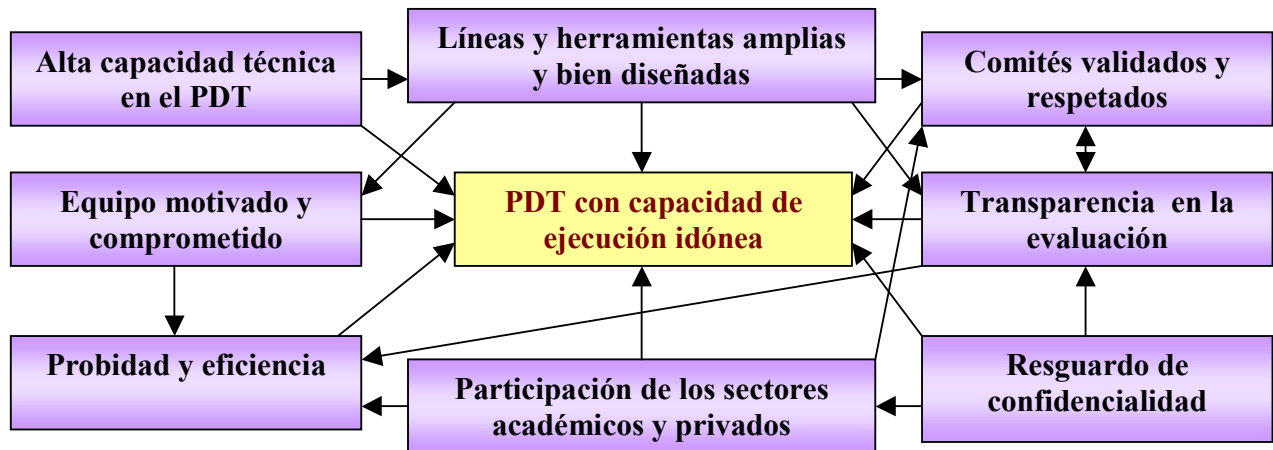 Alta capacidad técnica
en el PDT
Líneas y herramientas amplias
y bien diseñadas
Comités validados y
respetados
Equipo motivado y
comprometido
PDT con capacidad de
ejecución idónea
Transparencia en la
evaluación
Probidad y eficiencia
Participación de los sectores
académicos y privados
Resguardo de
confidencialidad